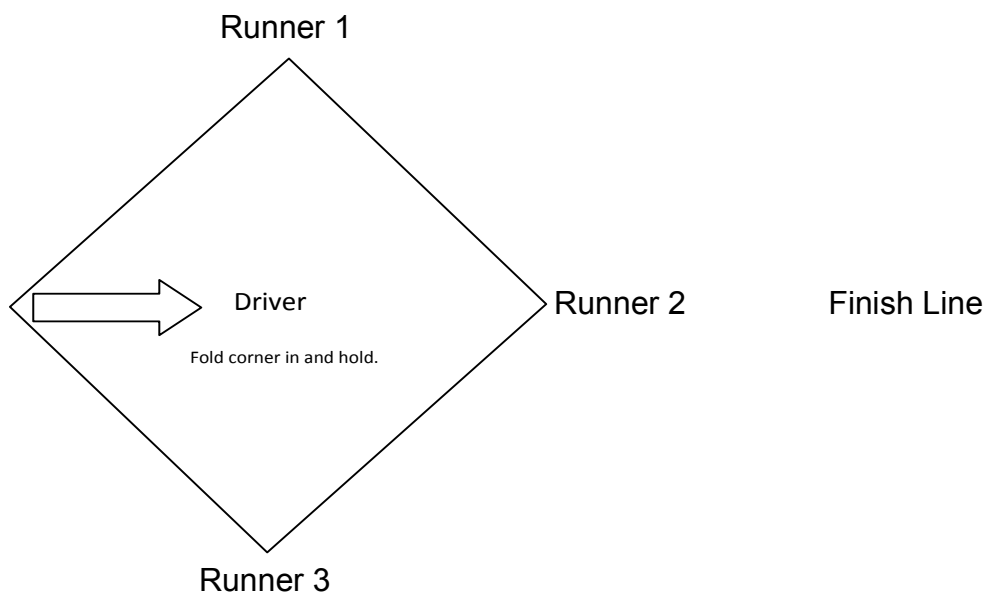 Runner 1
Driver
Runner 2
Finish Line
Fold corner in and hold.
Runner 3